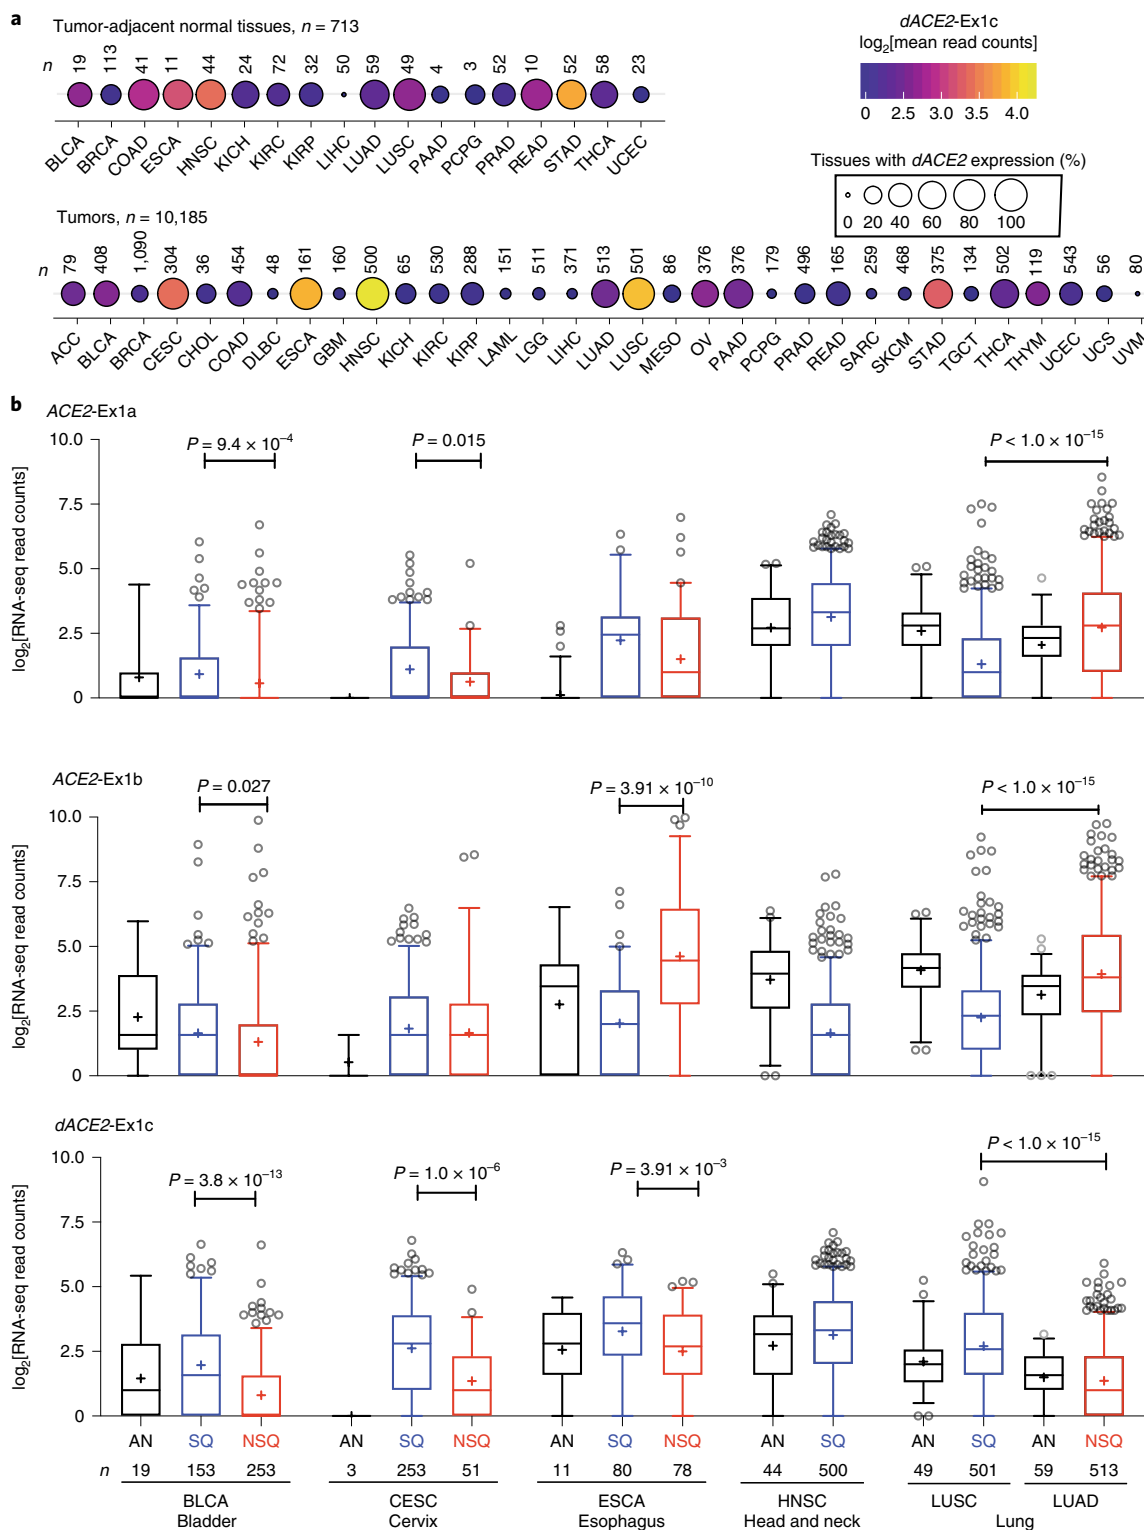 a
Tumor-adjacent normal tissues, n = 713
dACE2-Ex1c
log2[mean read counts]
0 2.5 3.5 4.0
n 19 113 41 11 44 24 72 32 50 59 49 4 3 52 10 52 58 23
BLCA BRCA COAD ESCA HNSC KICH KIRC KIRP LIHC LUAD LUSC PAAD PCPG PRAD READ STAD THCA UCEC
Tissues with dACE2 expression (%)
0 20 40 60 80 100
Tumors, n = 10,185
n 79 408 1,090 304 36 454 48 161 160 500 65 530 288 151 511 371 513 501 86 376 376 179 496 165 259 468 375 134 502 119 543 56 80
ACC BLCA BRCA CESC CHOL COAD DLBC ESCA GBM HNSC KICH KIRC KIRP LAML LGG LIHC LUAD LUSC MESO OV PAAD PCPG PRAD READ SARC SKCM STAD TGCT THCA THYM UCEC UCS UVM
b
ACE2-Ex1a
P = 9.4 × 10−4
P = 0.015
P < 1.0 × 10−15
log2[RNA-seq read counts]
10.0
7.5
5.0
2.5
0
ACE2-Ex1b
P = 0.027
P = 3.91 × 10−10
P < 1.0 × 10−15
log2[RNA-seq read counts]
10.0
7.5
5.0
2.5
0
dACE2-Ex1c
P = 3.8 × 10−13
P = 1.0 × 10−6
P = 3.91 × 10−3
P < 1.0 × 10−15
log2[RNA-seq read counts]
10.0
7.5
5.0
2.5
0
AN SQ NSQ AN SQ NSQ AN SQ NSQ AN SQ AN SQ AN NSQ
n 19 153 253 3 253 51 11 80 78 44 500 49 501 59 513
BLCA CESC ESCA HNSC LUSC LUAD
Bladder Cervix Esophagus Head and neck Lung